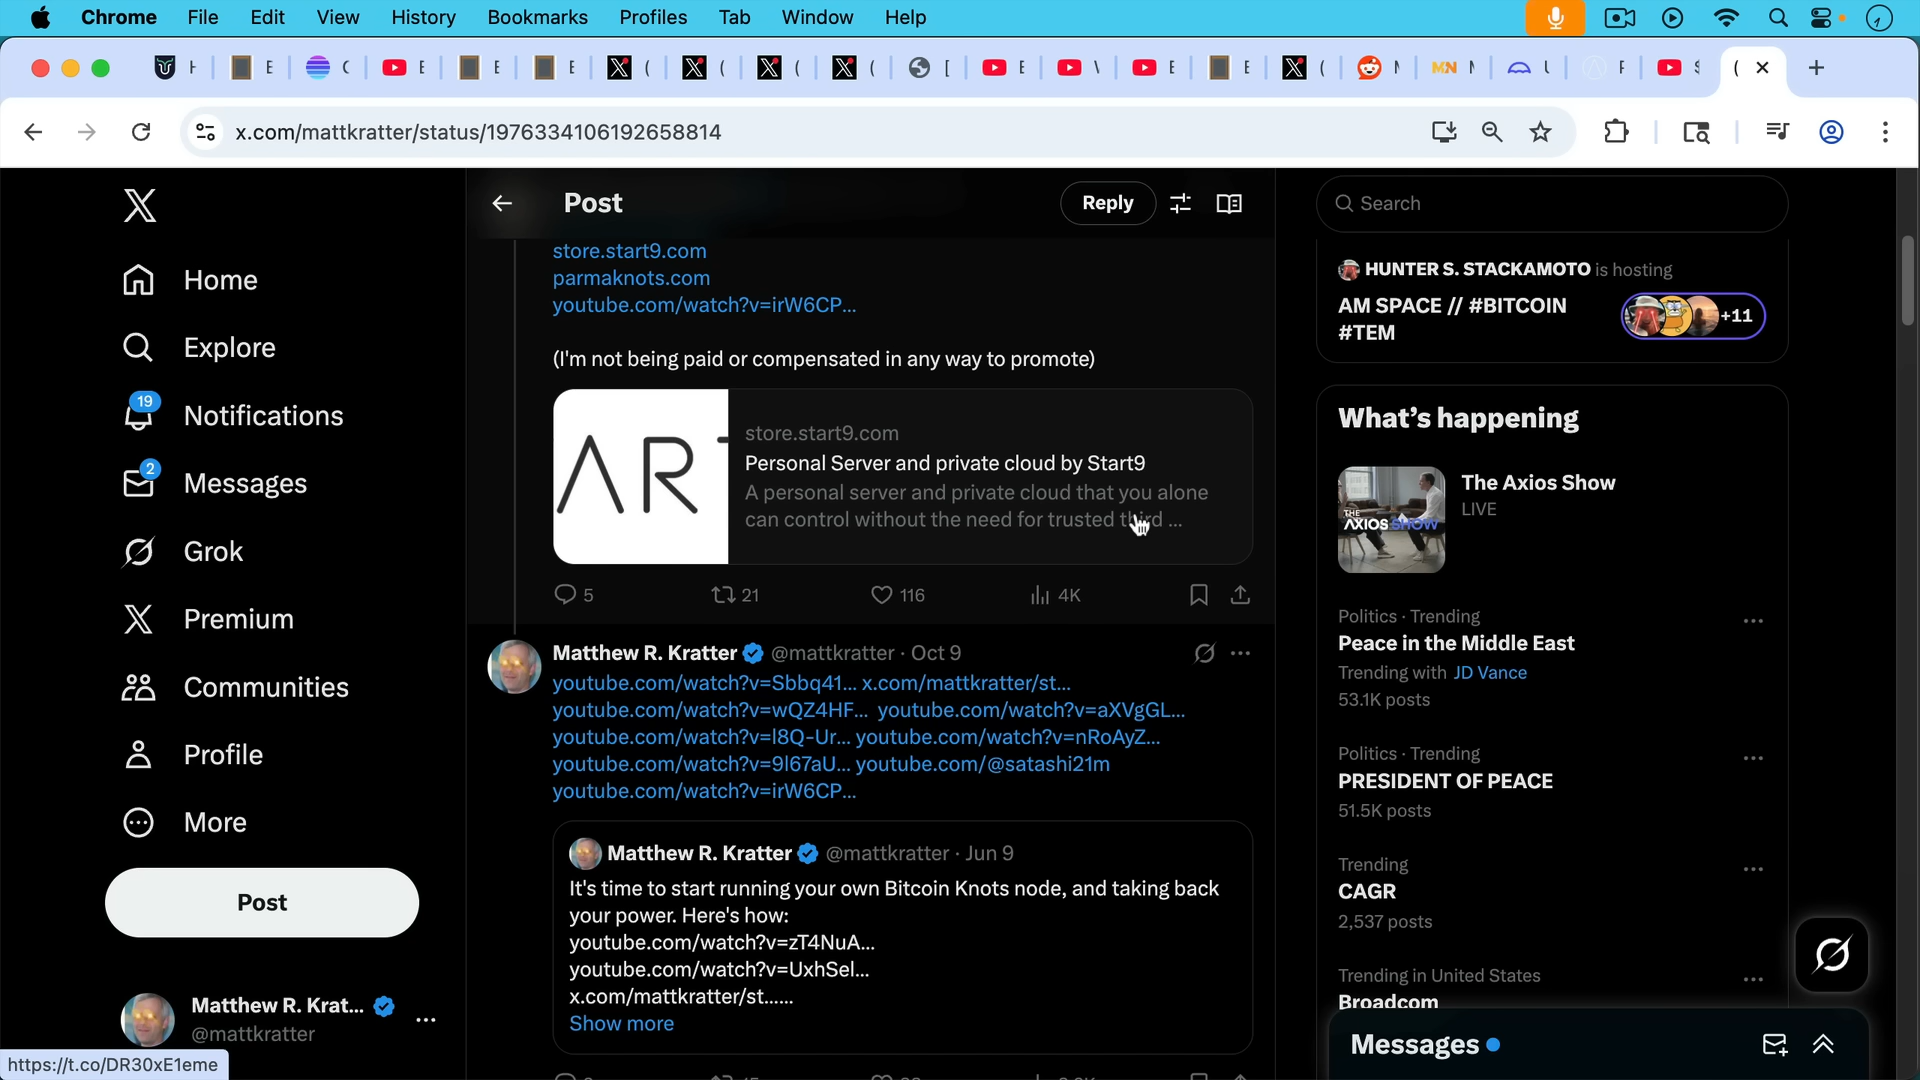 Chrome File Edit View History Bookmarks Profiles Tab Window Help
x.com/mattkratter/status/1976334106192658814
Home
Explore
19
Notifications
2
Messages
Grok
Premium
Communities
Profile
More
Post
Matthew R. Krat...
@mattkratter
https://t.co/DR30xE1eme
Post
Reply
store.start9.com
parmaknots.com
youtube.com/watch?v=irW6CP...
(I'm not being paid or compensated in any way to promote)
store.start9.com
Personal Server and private cloud by Start9
A personal server and private cloud that you alone
can control without the need for trusted third ...
5 21 116 4K
Matthew R. Kratter @mattkratter · Oct 9
youtube.com/watch?v=Sbbq41... x.com/mattkratter/st...
youtube.com/watch?v=wQZ4HF... youtube.com/watch?v=aXVgGL...
youtube.com/watch?v=l8Q-Ur... youtube.com/watch?v=nRoAyZ...
youtube.com/watch?v=9l67aU... youtube.com/@satashi21m
youtube.com/watch?v=irW6CP...
Matthew R. Kratter @mattkratter · Jun 9
It's time to start running your own Bitcoin Knots node, and taking back
your power. Here's how:
youtube.com/watch?v=zT4NuA...
youtube.com/watch?v=UxhSel...
x.com/mattkratter/st......
Show more
Search
HUNTER S. STACKAMOTO is hosting
AM SPACE // #BITCOIN
#TEM
+11
What's happening
The Axios Show
LIVE
THE
AXIOS SHOW
Politics · Trending
Peace in the Middle East
Trending with JD Vance
53.1K posts
Politics · Trending
PRESIDENT OF PEACE
51.5K posts
Trending
CAGR
2,537 posts
Trending in United States
Broadcom
Messages